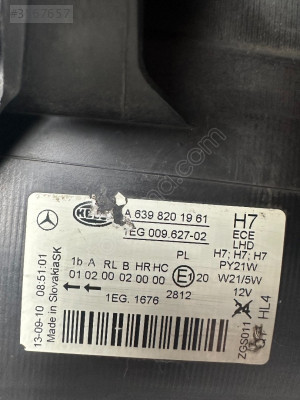 HELLA
A 639 820 19 61
1EG 009.627-02
H7
ECE
LHD
PL
H7; H7; H7
PY21W
W21/5W
12V
1b A RL B HR HC
01 02 00 02 00 00
E1 20
1EG. 1676
2812
HL4
ZGS011
13-09-10 08:51:01
Made in SlovakiaSK